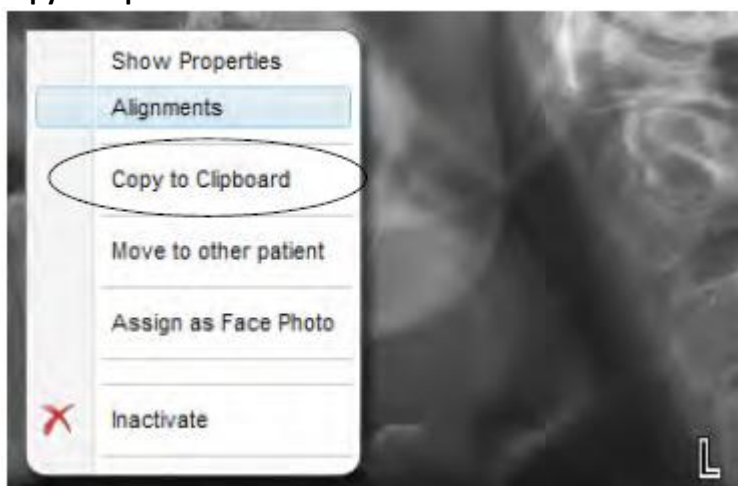 Show Properties
Alignments
Copy to Clipboard
Move to other patient
Assign as Face Photo
Inactivate
L